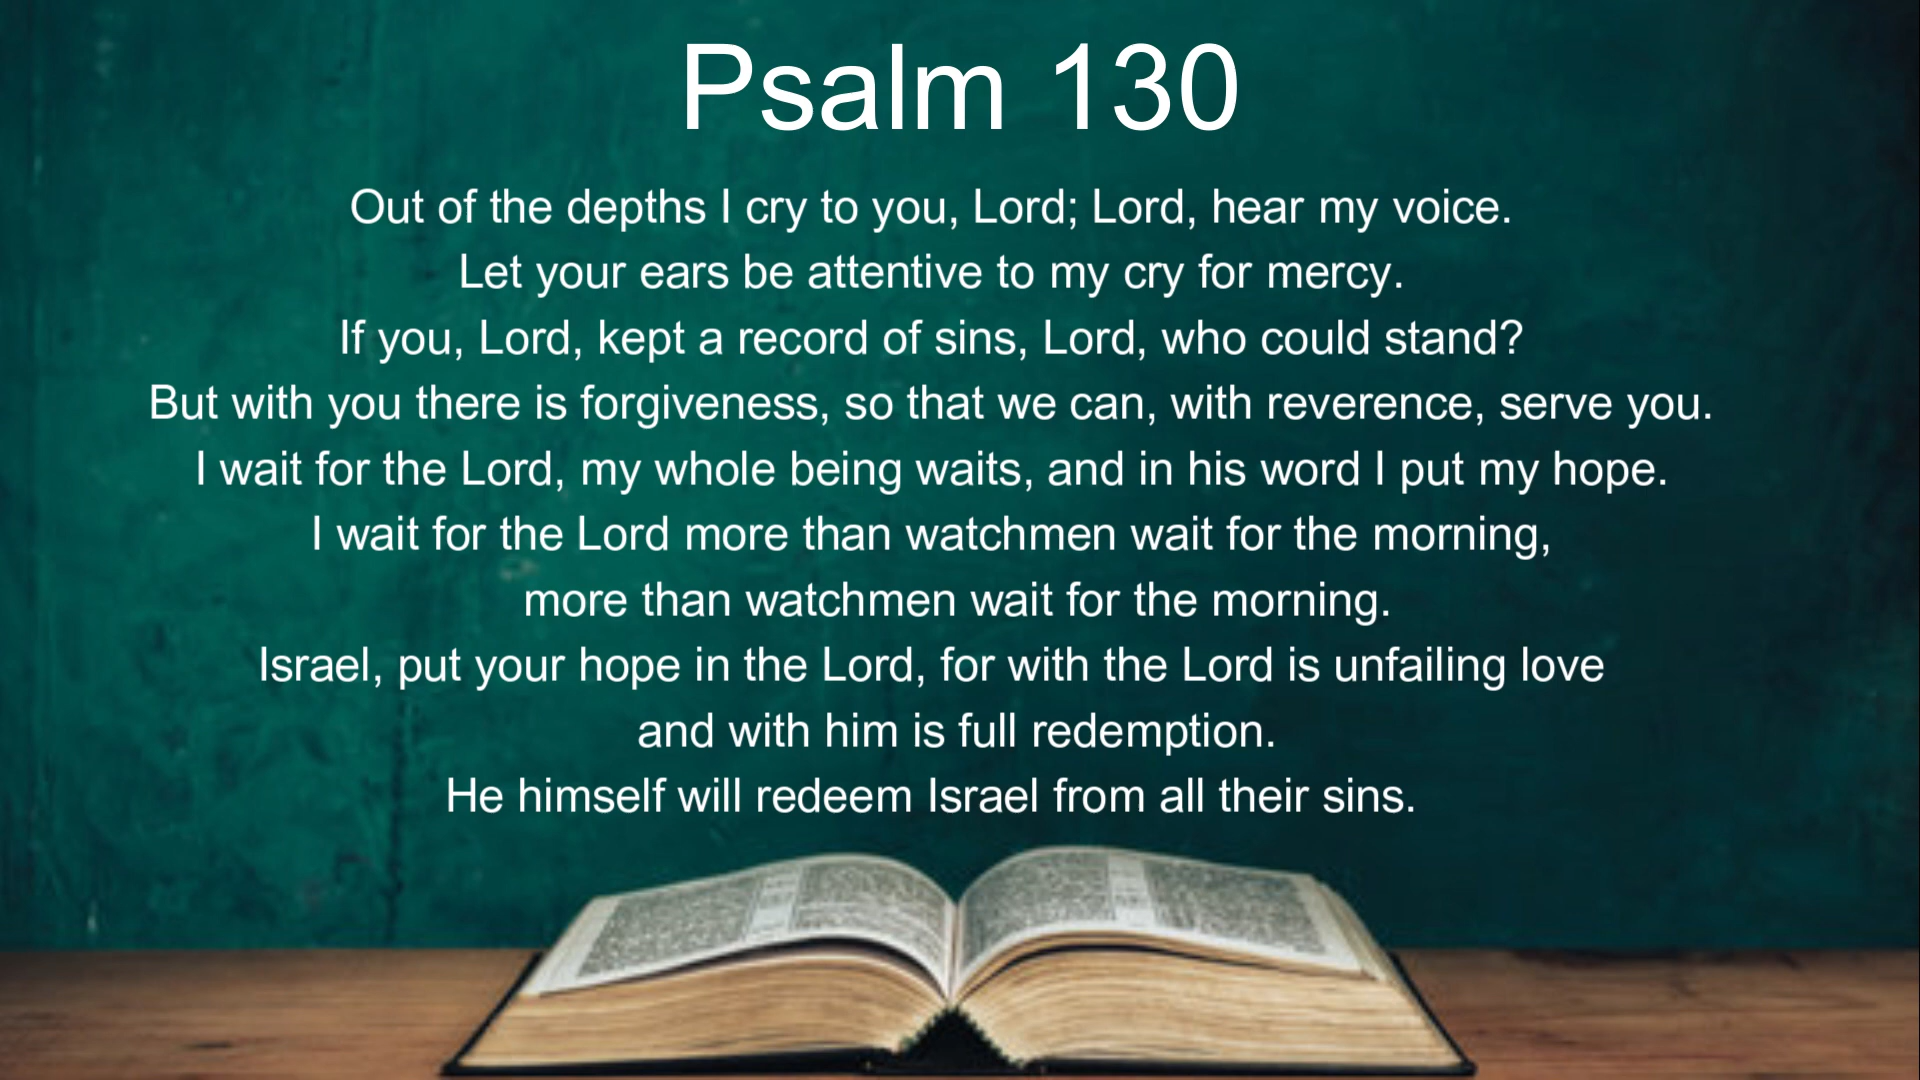 Psalm 130
Out of the depths I cry to you, Lord; Lord, hear my voice.
Let your ears be attentive to my cry for mercy.
If you, Lord, kept a record of sins, Lord, who could stand?
But with you there is forgiveness, so that we can, with reverence, serve you.
I wait for the Lord, my whole being waits, and in his word I put my hope.
I wait for the Lord more than watchmen wait for the morning,
more than watchmen wait for the morning.
Israel, put your hope in the Lord, for with the Lord is unfailing love
and with him is full redemption.
He himself will redeem Israel from all their sins.